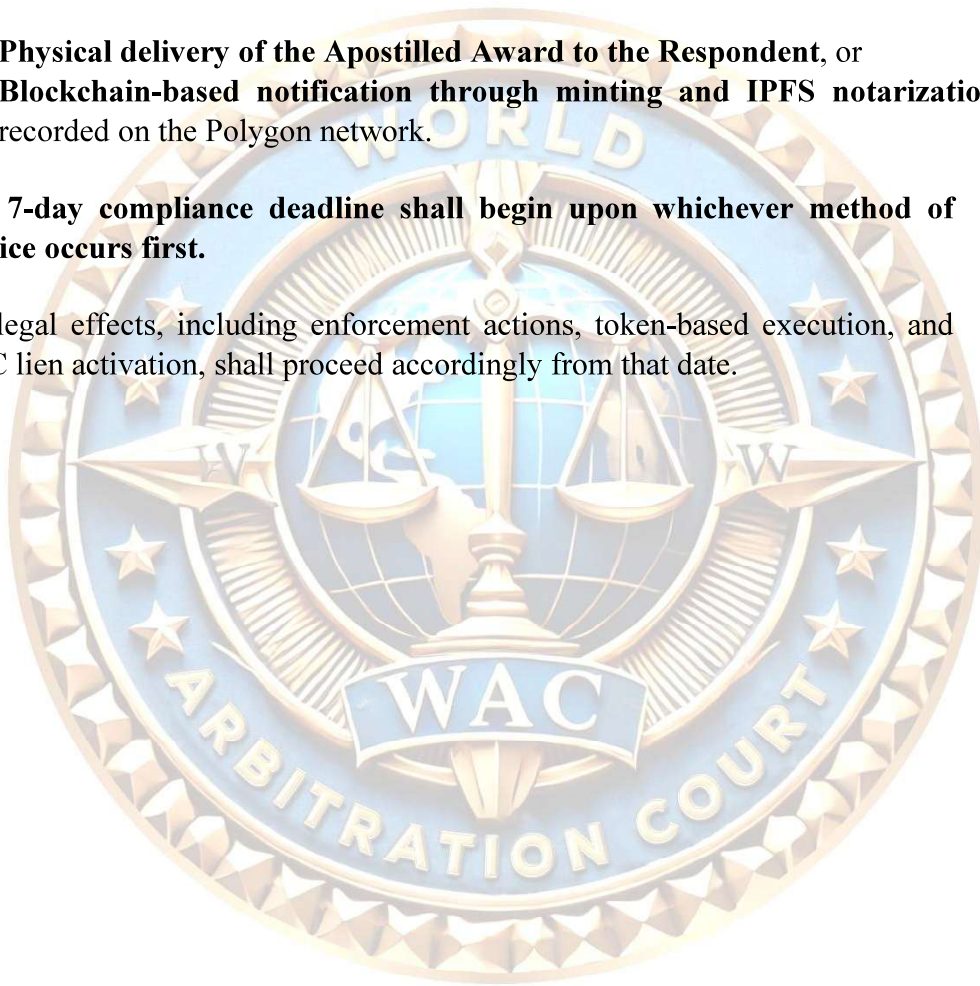 Physical delivery of the Apostilled Award to the Respondent, or
Blockchain-based notification through minting and IPFS notarizatio
recorded on the Polygon network.
7-day compliance deadline shall begin upon whichever method of
ice occurs first.
legal effects, including enforcement actions, token-based execution, and
C lien activation, shall proceed accordingly from that date.
WORLD
W W
WAC
ARBITRATION COURT